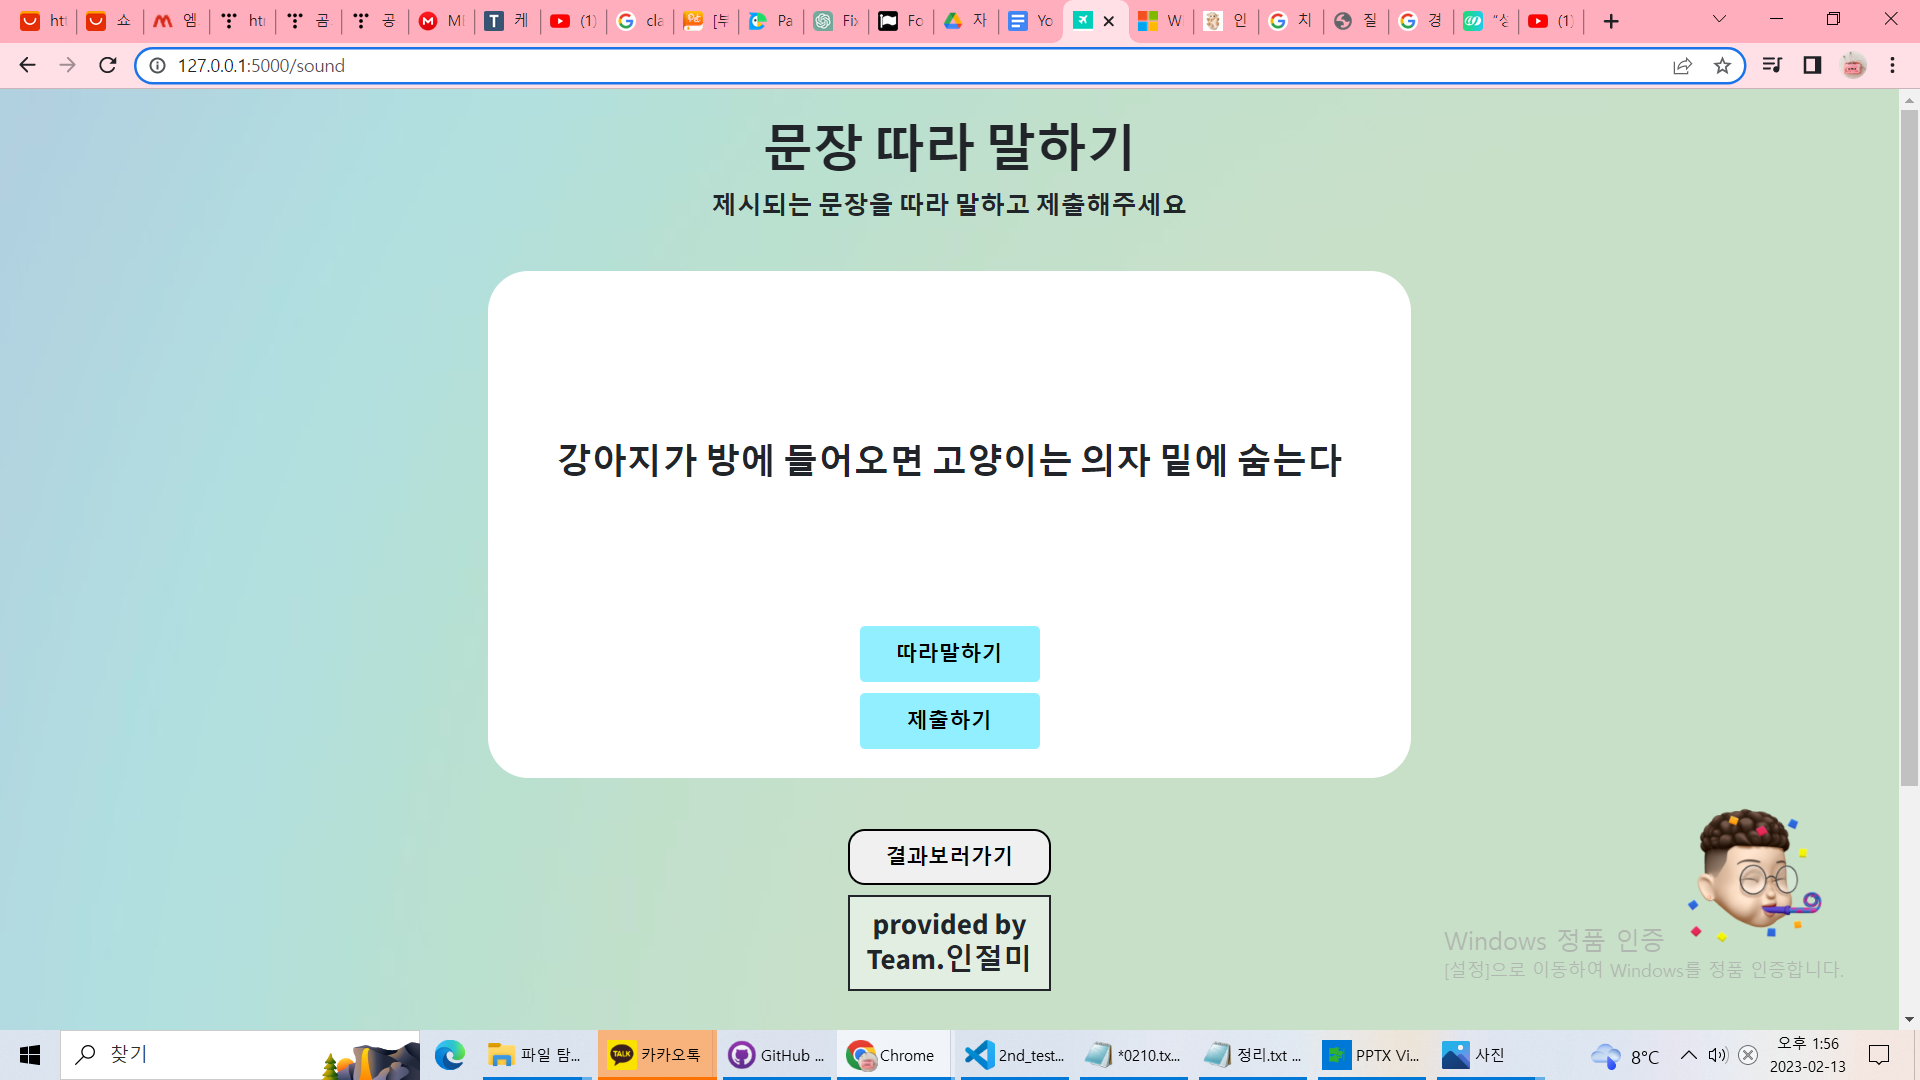 htt
쇼
엠
htt
곰
공
MI
케
(1)
cla
[부
Pa
Fix
Fo
자
Yo
W
인
치
질
경
"상
(1)
127.0.0.1:5000/sound
문장 따라 말하기
제시되는 문장을 따라 말하고 제출해주세요
강아지가 방에 들어오면 고양이는 의자 밑에 숨는다
따라말하기
제출하기
결과보러가기
provided by
Team.인절미
Windows 정품 인증
[설정]으로 이동하여 Windows를 정품 인증합니다.
찾기
파일 탐...
TALK
카카오톡
GitHub ...
Chrome
2nd_test...
*0210.tx...
정리.txt ...
PPTX Vi...
사진
8°C
오후 1:56
2023-02-13